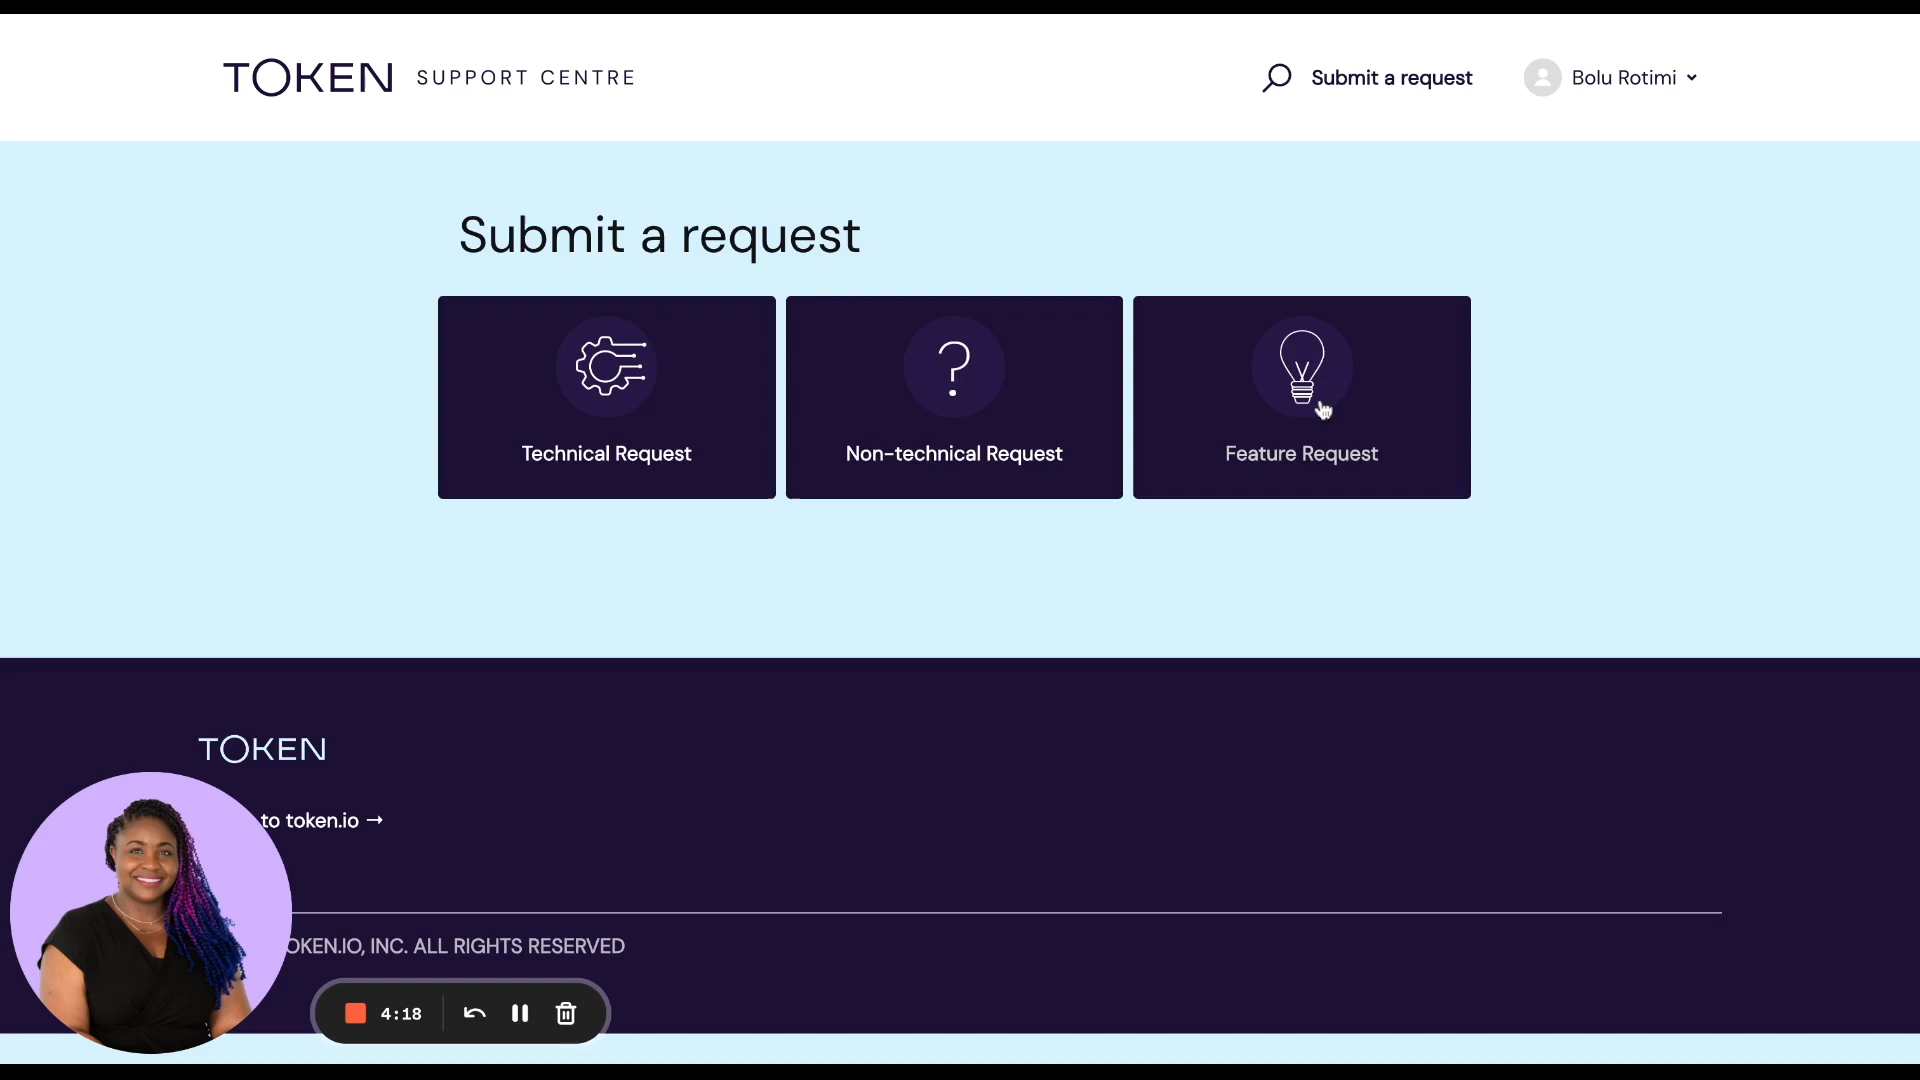 TOKEN SUPPORT CENTRE
Submit a request
Bolu Rotimi
Submit a request
Technical Request
Non-technical Request
Feature Request
TOKEN
to token.io →
OKEN.IO, INC. ALL RIGHTS RESERVED
4:18